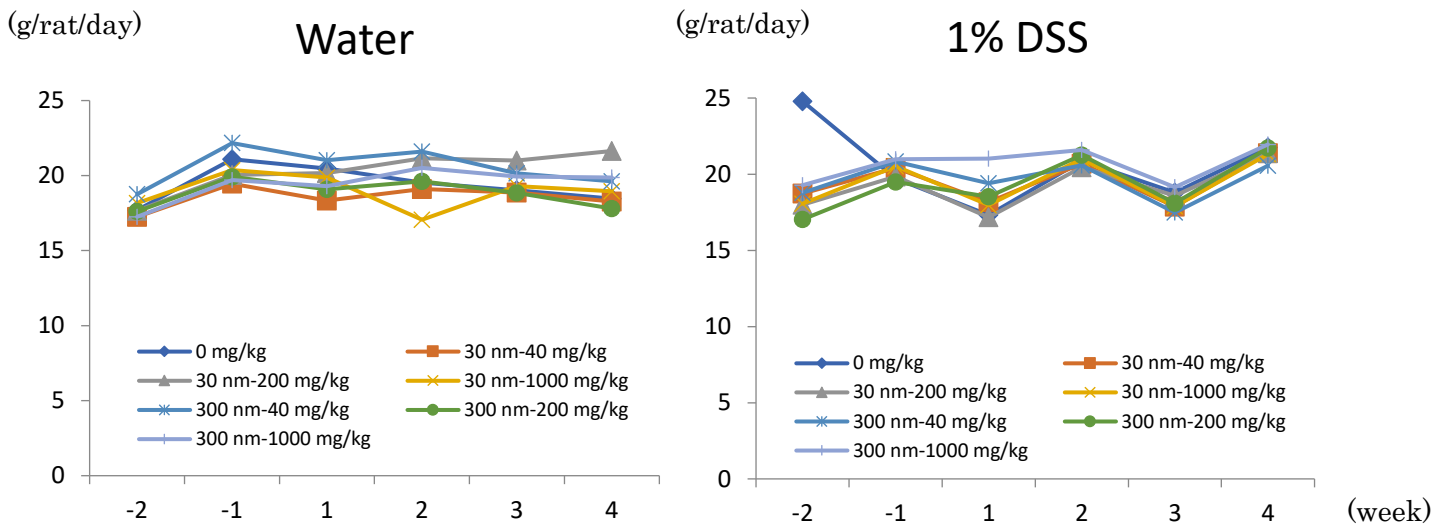 (g/rat/day)
Water
25
20
15
10
5
0
0 mg/kg
30 nm-40 mg/kg
30 nm-200 mg/kg
30 nm-1000 mg/kg
300 nm-40 mg/kg
300 nm-200 mg/kg
300 nm-1000 mg/kg
-2 -1 1 2 3 4
(g/rat/day)
1% DSS
25
20
15
10
5
0
0 mg/kg
30 nm-40 mg/kg
30 nm-200 mg/kg
30 nm-1000 mg/kg
300 nm-40 mg/kg
300 nm-200 mg/kg
300 nm-1000 mg/kg
-2 -1 1 2 3 4 (week)